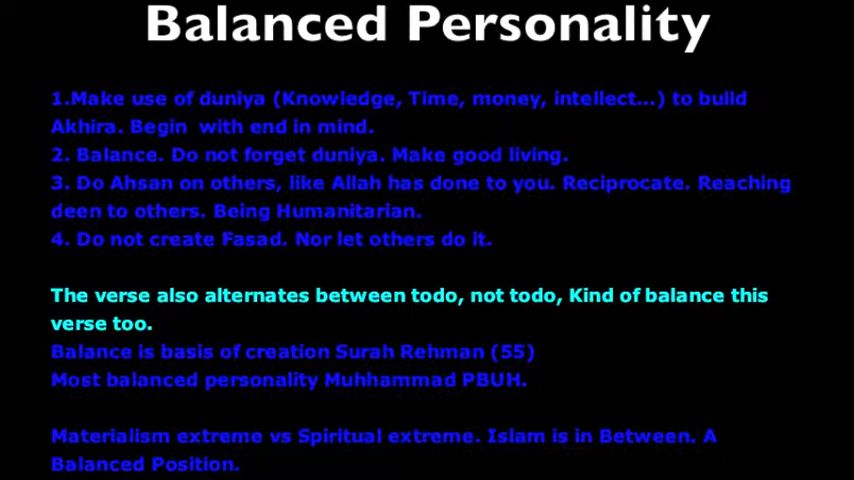 Balanced Personality
1.Make use of duniya (Knowledge, Time, money, intellect...) to build
Akhira. Begin with end in mind.
2. Balance. Do not forget duniya. Make good living.
3. Do Ahsan on others, like Allah has done to you. Reciprocate. Reaching
deen to others. Being Humanitarian.
4. Do not create Fasad. Nor let others do it.
The verse also alternates between todo, not todo, Kind of balance this
verse too.
Balance is basis of creation Surah Rehman (55)
Most balanced personality Muhhammad PBUH.
Materialism extreme vs Spiritual extreme. Islam is in Between. A
Balanced Position.